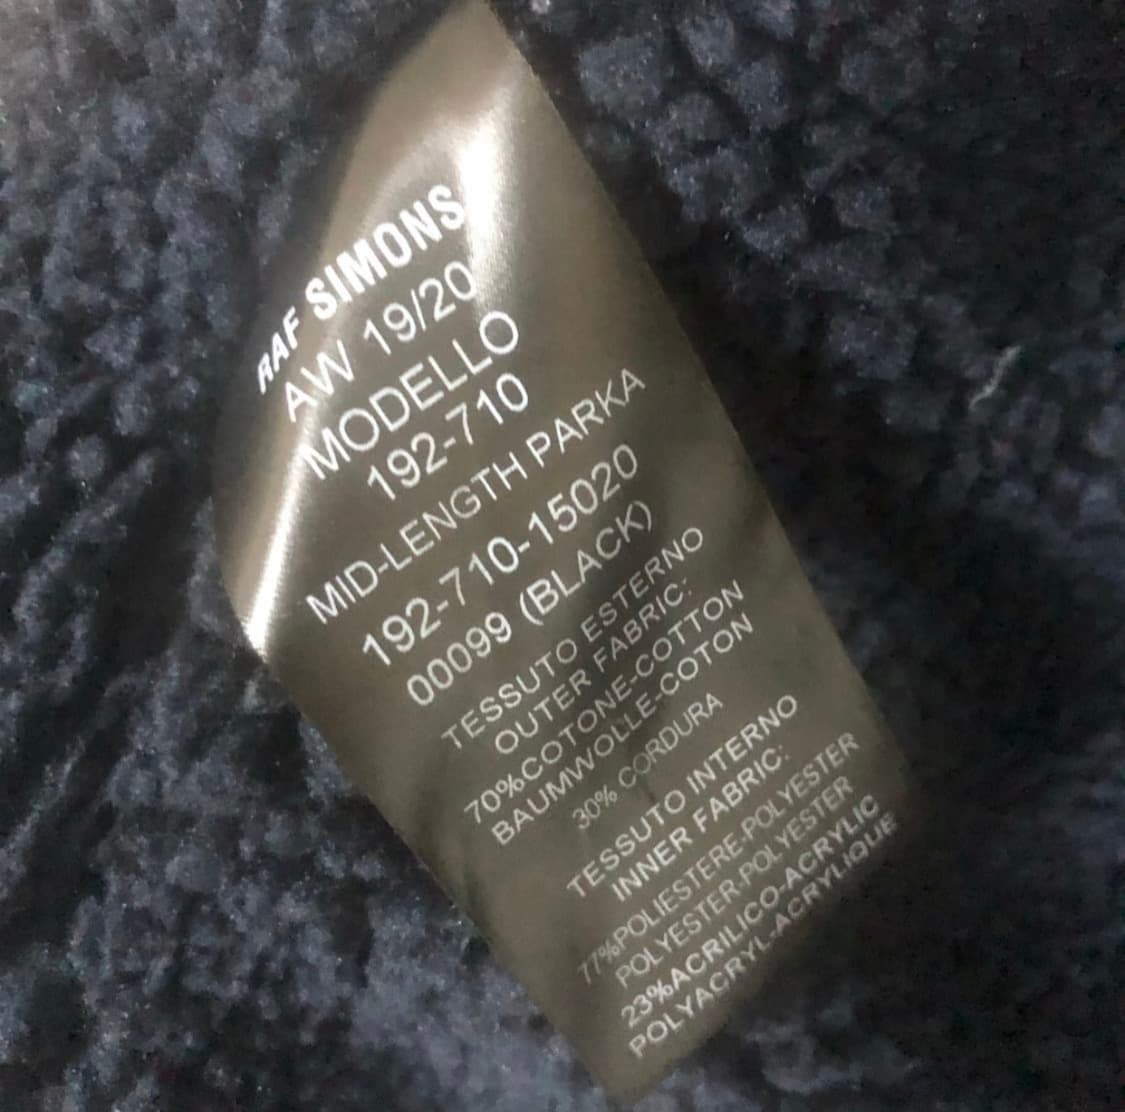 RAF SIMONS
AW 19/20
MODELLO
192-710
MID-LENGTH PARKA
192-710-15020
00099 (BLACK)
TESSUTO ESTERNO
OUTER FABRIC:
70%COTONE-COTTON
BAUMWOLLE-COTON
30% CORDURA
TESSUTO INTERNO
INNER FABRIC:
77%POLIESTERE-POLYESTER
POLYESTER-POLYESTER
23%ACRILICO-ACRYLIC
POLYACRYL-ACRYLIQUE